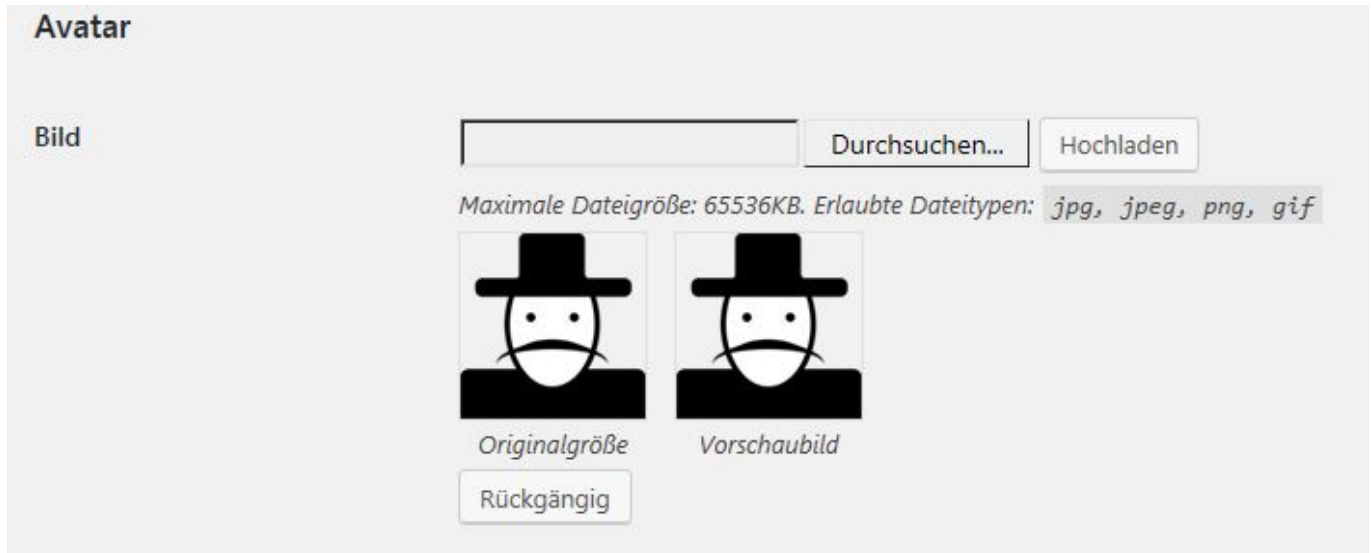 Avatar
Bild
Durchsuchen... Hochladen
Maximale Dateigröße: 65536KB. Erlaubte Dateitypen: jpg, jpeg, png, gif
Originalgröße Vorschaubild
Rückgängig